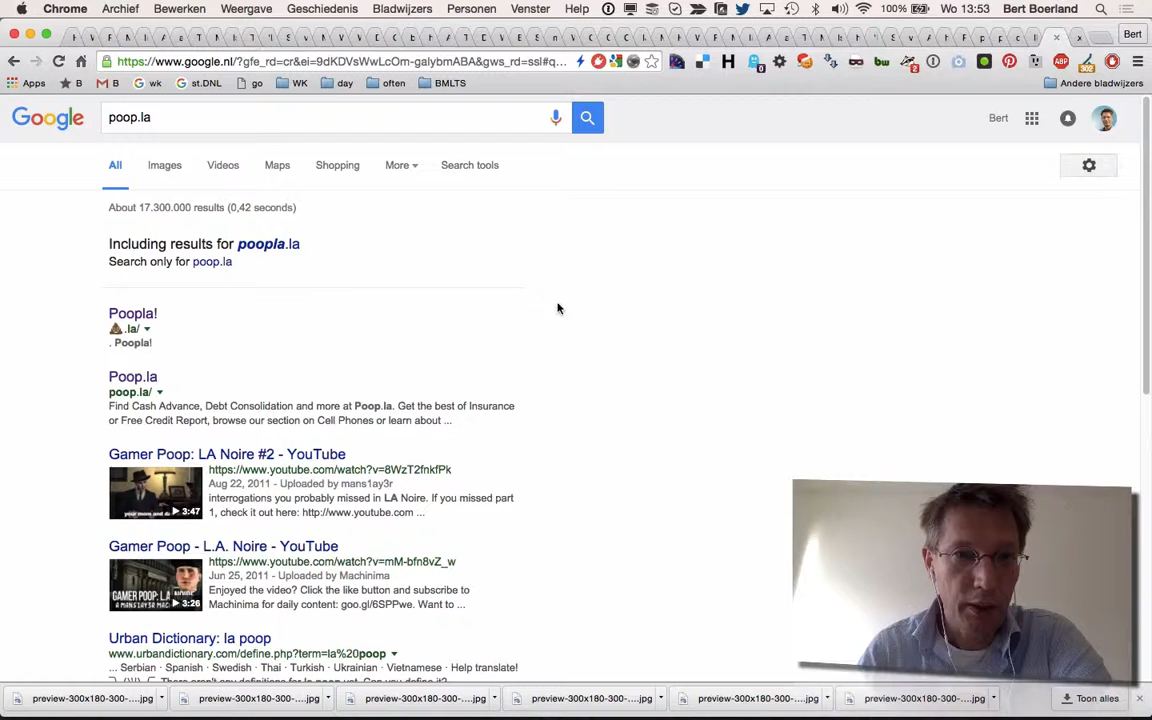 Chrome Archief Bewerken Weergave Geschiedenis Bladwijzers Personen Venster Help 100% Wo 13:53 Bert Boerland
Bert
https://www.google.nl/?gfe_rd=cr&ei=9dKDVsWwLcOm-galybmABA&gws_rd=ssl#q...
Apps B B wk st.DNL go WK day often BMLTS Andere bladwijzers
Google poop.la Bert
All Images Videos Maps Shopping More Search tools
About 17.300.000 results (0,42 seconds)
Including results for poopla.la
Search only for poop.la
Poopla!
💩.la/
. Poopla!
Poop.la
poop.la/
Find Cash Advance, Debt Consolidation and more at Poop.la. Get the best of Insurance
or Free Credit Report, browse our section on Cell Phones or learn about ...
Gamer Poop: LA Noire #2 - YouTube
https://www.youtube.com/watch?v=8WzT2fnkfPk
Aug 22, 2011 - Uploaded by mans1ay3r
interrogations you probably missed in LA Noire. If you missed part
1, check it out here: http://www.youtube.com ...
3:47
Gamer Poop - L.A. Noire - YouTube
https://www.youtube.com/watch?v=mM-bfn8vZ_w
Jun 25, 2011 - Uploaded by Machinima
Enjoyed the video? Click the like button and subscribe to
Machinima for daily content: goo.gl/6SPPwe. Want to ...
3:26
Urban Dictionary: la poop
www.urbandictionary.com/define.php?term=la%20poop
... Serbian · Spanish · Swedish · Thai · Turkish · Ukrainian · Vietnamese · Help translate!
preview-300x180-300-....jpg preview-300x180-300-....jpg preview-300x180-300-....jpg preview-300x180-300-....jpg preview-300x180-300-....jpg preview-300x180-300-....jpg Toon alles